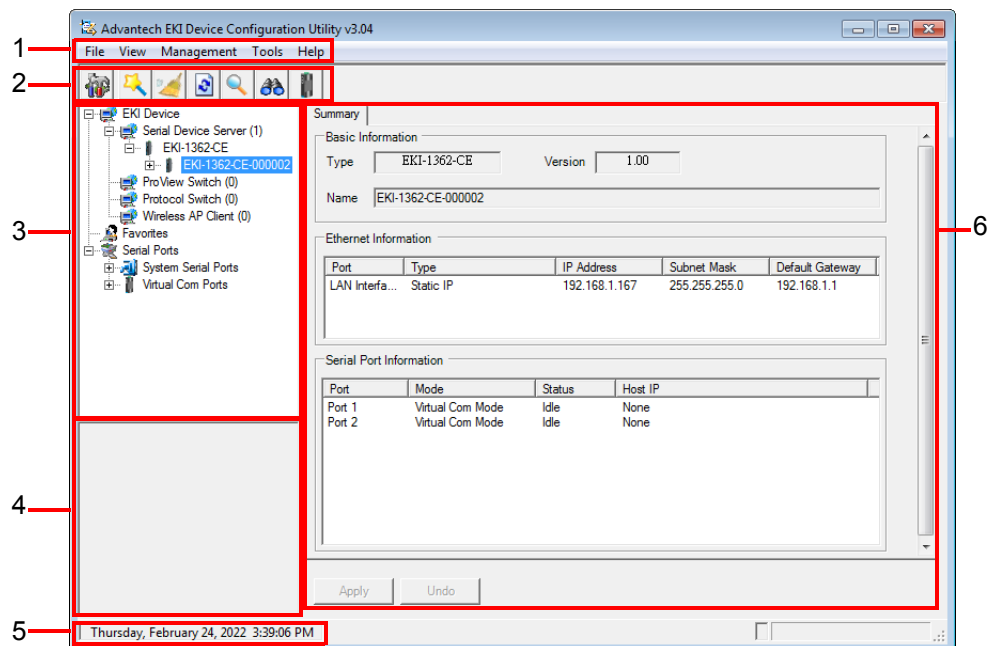 Advantech EKI Device Configuration Utility v3.04
1
File View Management Tools Help
2
3
EKI Device
Serial Device Server (1)
EKI-1362-CE
EKI-1362-CE-000002
ProView Switch (0)
Protocol Switch (0)
Wireless AP Client (0)
Favorites
Serial Ports
System Serial Ports
Virtual Com Ports
4
5
Thursday, February 24, 2022 3:39:06 PM
6
Summary
Basic Information
Type EKI-1362-CE Version 1.00
Name EKI-1362-CE-000002
Ethernet Information
Port Type IP Address Subnet Mask Default Gateway
LAN Interfa... Static IP 192.168.1.167 255.255.255.0 192.168.1.1
Serial Port Information
Port Mode Status Host IP
Port 1 Virtual Com Mode Idle None
Port 2 Virtual Com Mode Idle None
Apply Undo